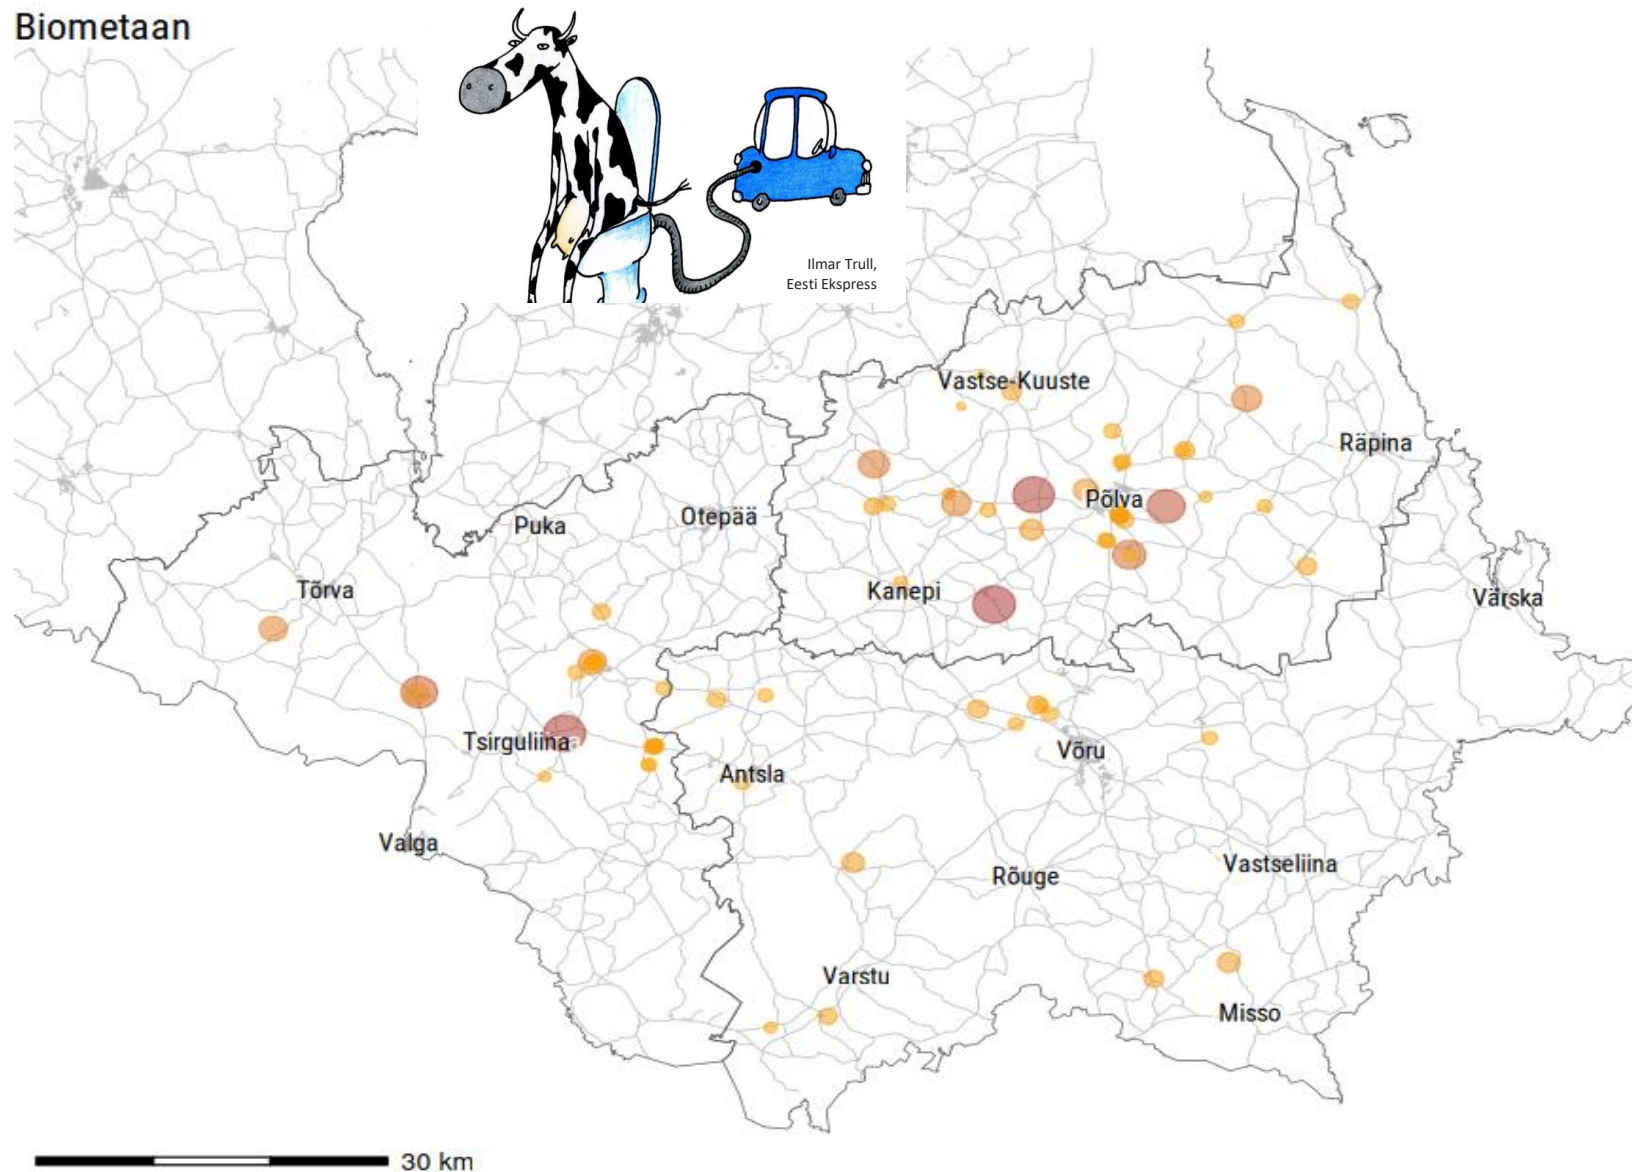 Biometaan
Ilmar Trull,
Eesti Ekspress
Vastse-Kuuste
Räpina
Põlva
Otepää
Puka
Tõrva
Kanepi
Värska
Tsirguliina
Võru
Antsla
Valga
Vastseliina
Rõuge
Varstu
Misso
30 km